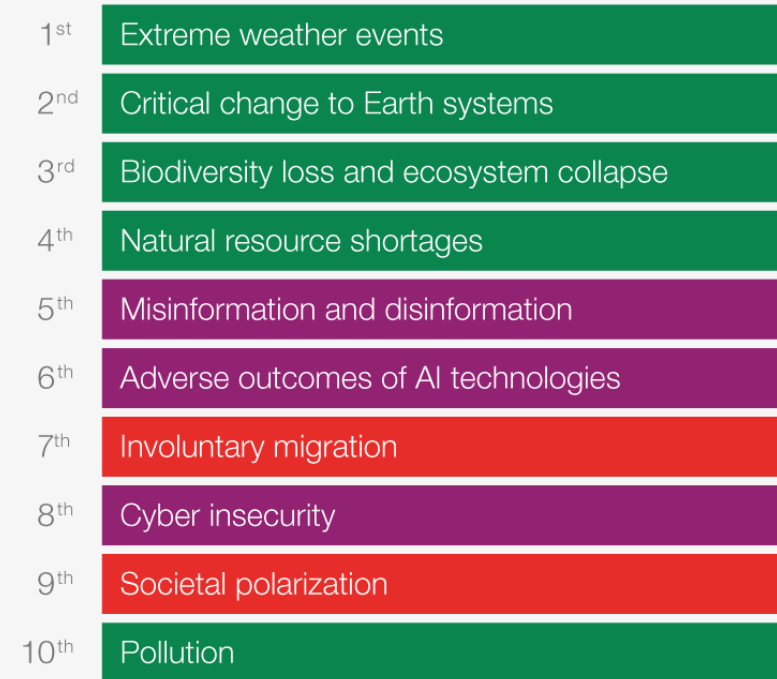 1st Extreme weather events
2nd Critical change to Earth systems
3rd Biodiversity loss and ecosystem collapse
4th Natural resource shortages
5th Misinformation and disinformation
6th Adverse outcomes of AI technologies
7th Involuntary migration
8th Cyber insecurity
9th Societal polarization
10th Pollution